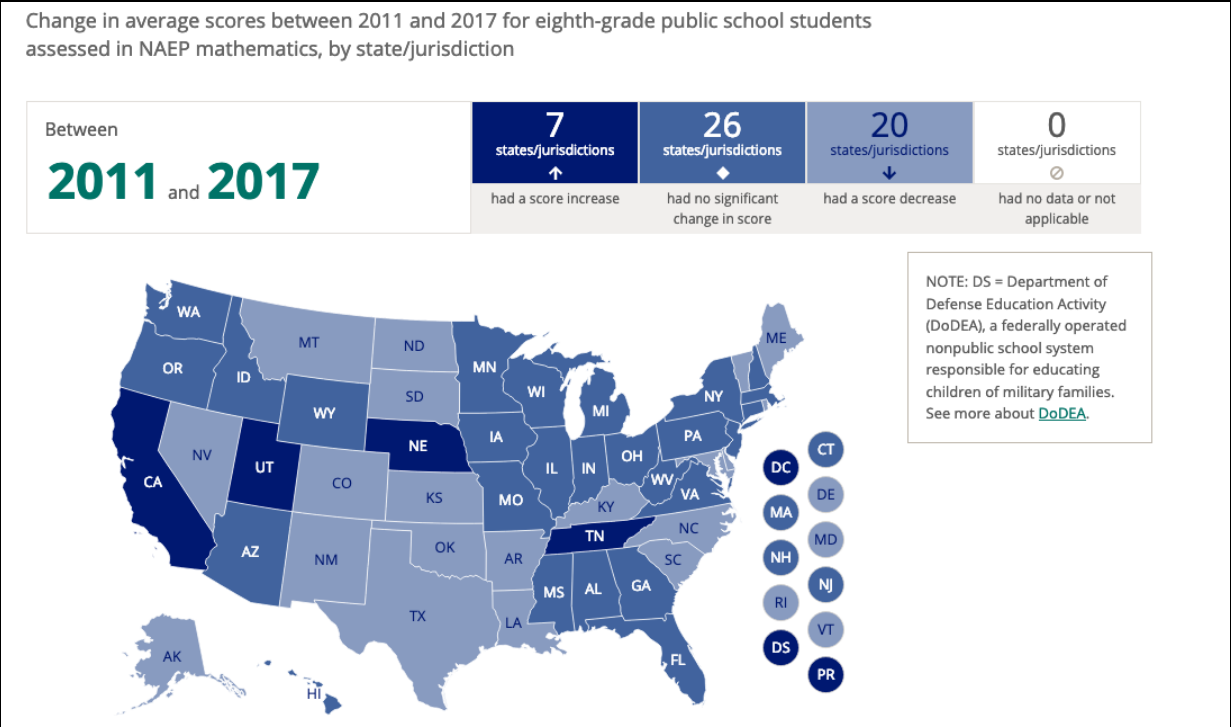 Change in average scores between 2011 and 2017 for eighth-grade public school students
assessed in NAEP mathematics, by state/jurisdiction
Between
2011 and 2017
7
states/jurisdictions
had a score increase
26
states/jurisdictions
had no significant
change in score
20
states/jurisdictions
had a score decrease
0
states/jurisdictions
had no data or not
applicable
NOTE: DS = Department of
Defense Education Activity
(DoDEA), a federally operated
nonpublic school system
responsible for educating
children of military families.
See more about DoDEA.
WA
MT
ND
ME
OR
ID
MN
WI
SD
NY
WY
MI
NE
IA
PA
NV
UT
CO
IL
IN
OH
CA
KS
MO
WV
VA
KY
NC
TN
AZ
NM
OK
AR
SC
MS
AL
GA
TX
LA
FL
AK
HI
CT
DC
DE
MA
MD
NH
NJ
RI
VT
DS
PR